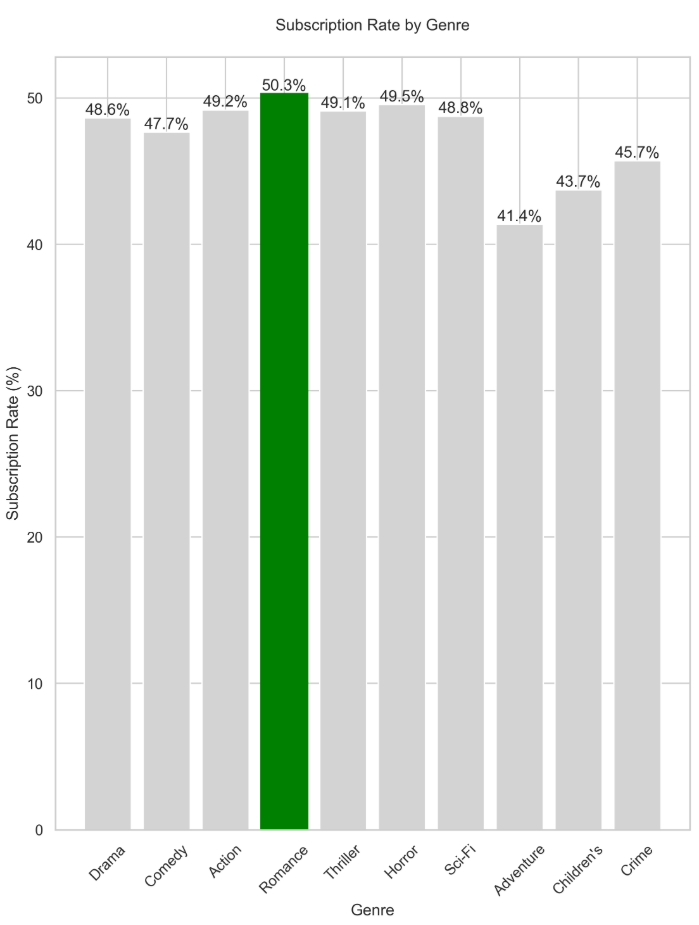 Subscription Rate by Genre
50.3%
49.5%
49.2%
49.1%
48.8%
48.6%
47.7%
45.7%
43.7%
41.4%
50
40
30
20
10
0
Subscription Rate (%)
Drama
Comedy
Action
Romance
Thriller
Horror
Sci-Fi
Adventure
Children's
Crime
Genre